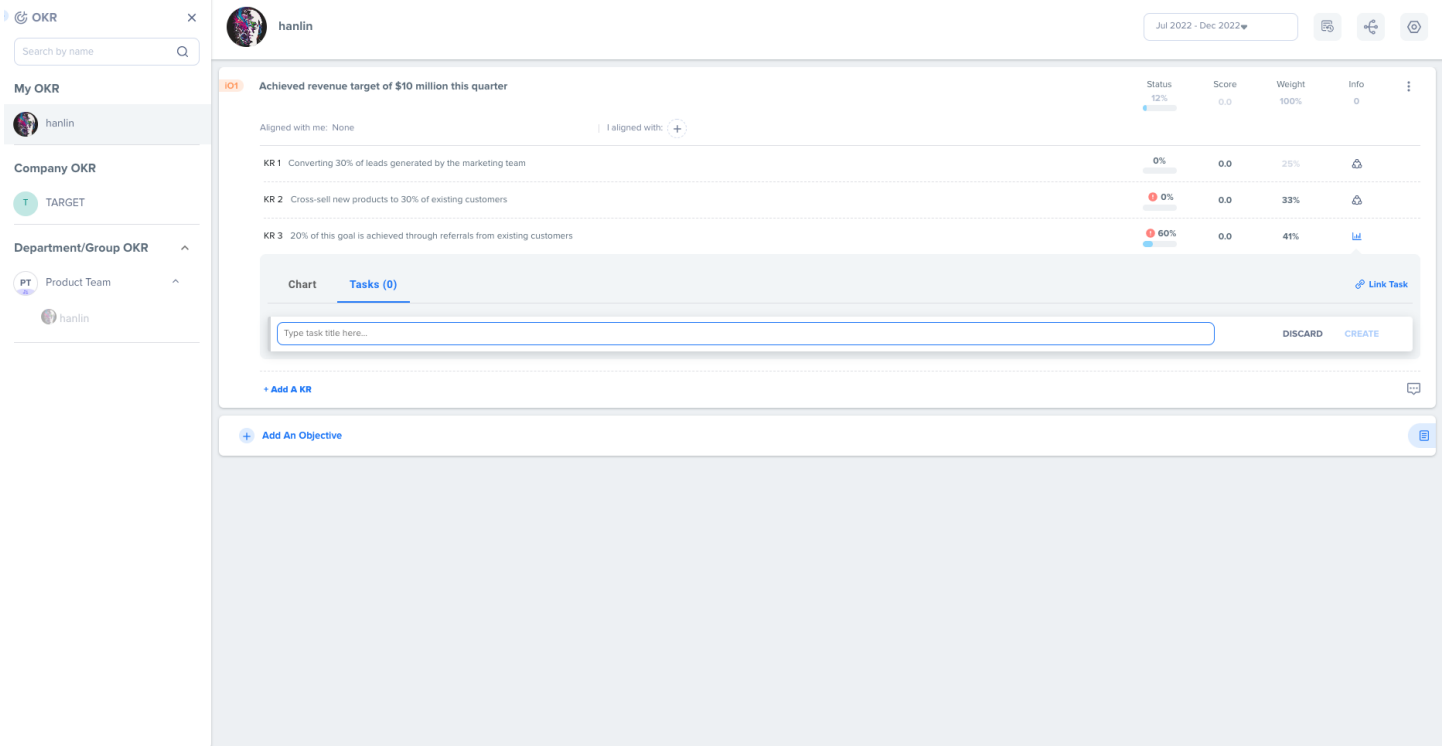 OKR
Search by name
My OKR
hanlin
Company OKR
T TARGET
Department/Group OKR
PT Product Team
hanlin
hanlin
Jul 2022 - Dec 2022
IO1 Achieved revenue target of $10 million this quarter
Status Score Weight Info
12% 0.0 100% 0
Aligned with me: None I aligned with: +
KR 1 Converting 30% of leads generated by the marketing team 0% 0.0 25%
KR 2 Cross-sell new products to 30% of existing customers 0% 0.0 33%
KR 3 20% of this goal is achieved through referrals from existing customers 60% 0.0 41%
Chart Tasks (0) Link Task
Type task title here... DISCARD CREATE
+ Add A KR
+ Add An Objective